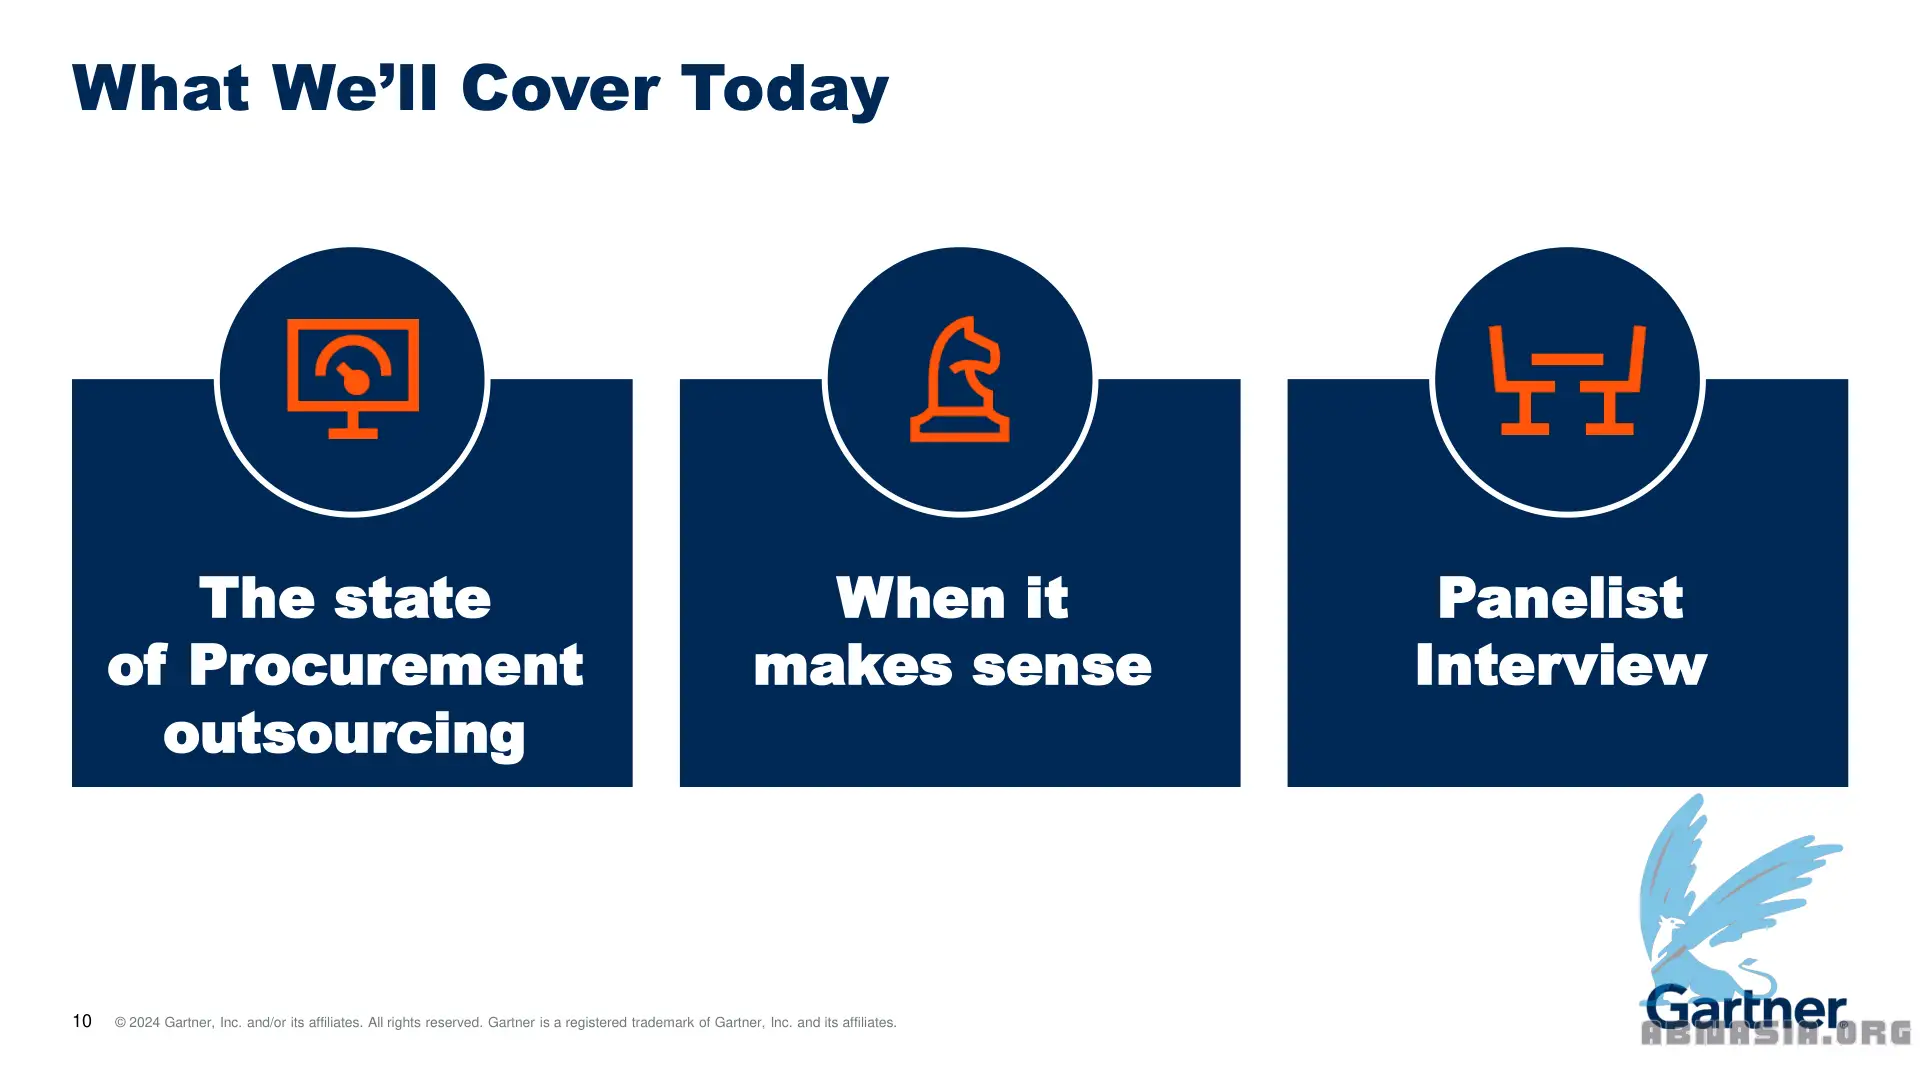 What We’ll Cover Today
The state
of Procurement
outsourcing
When it
makes sense
Panelist
Interview
10 © 2024 Gartner, Inc. and/or its affiliates. All rights reserved. Gartner is a registered trademark of Gartner, Inc. and its affiliates.
Gartner®
ABNASIA.ORG